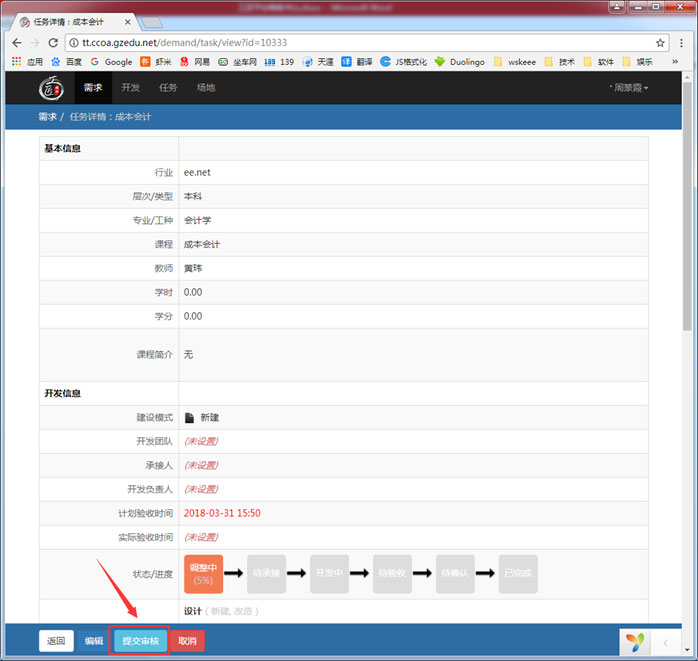 任务详情：成本会计
tt.ccoa.gzedu.net/demand/task/view?id=10333
应用 百度 Google 虾米 网易 坐车网 139 139 天涯 译 翻译 JS格式化 Duolingo wskeee 技术 软件 娱乐 »
需求 开发 任务 场地
需求 / 任务详情：成本会计
基本信息
行业 ee.net
层次/类型 本科
专业/工种 会计学
课程 成本会计
教师 黄玮
学时 0.00
学分 0.00
课程简介 无
开发信息
建设模式 新建
开发团队 (未设置)
承接人 (未设置)
开发负责人 (未设置)
计划验收时间 2018-03-31 15:50
实际验收时间 (未设置)
状态/进度 调整中 (5%) 待承接 开发中 待验收 待确认 已完成
设计 ( 新建, 改造 )
返回 编辑 提交审核 取消